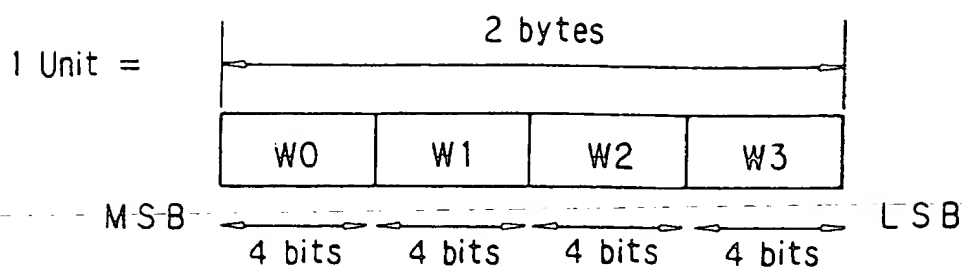 2 bytes
1 Unit =
W0 W1 W2 W3
MSB LSB
4 bits 4 bits 4 bits 4 bits